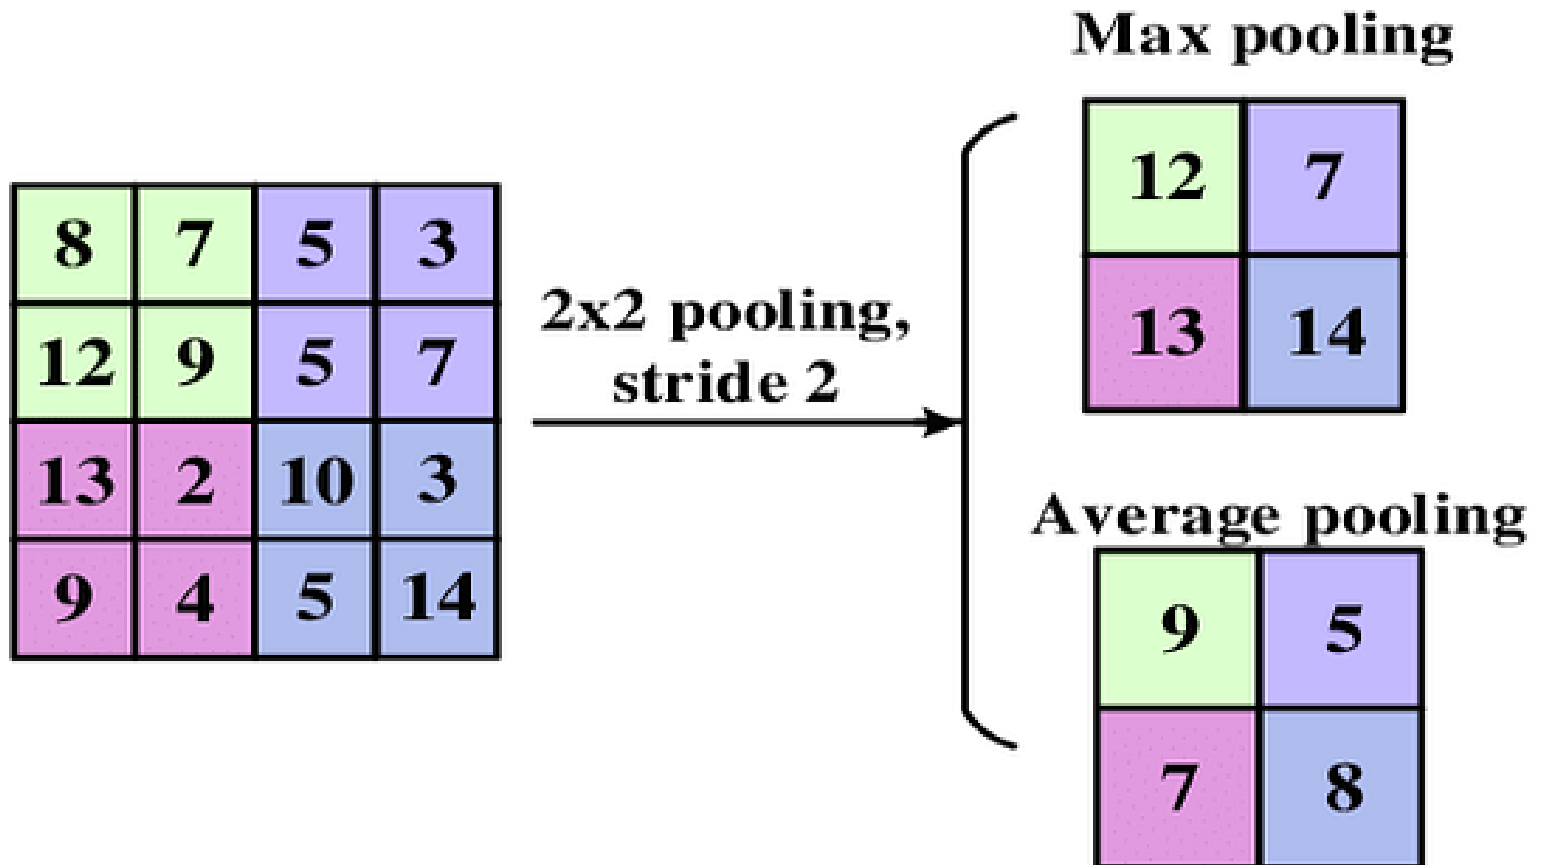 Max pooling
12 7
13 14
8 7 5 3
12 9 5 7
13 2 10 3
9 4 5 14
2x2 pooling,
stride 2
Average pooling
9 5
7 8